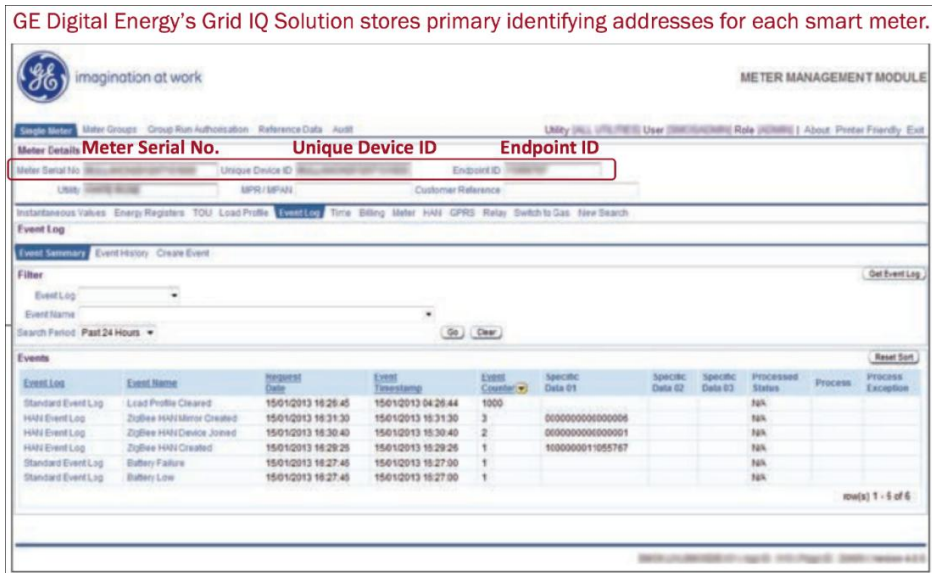 GE Digital Energy's Grid IQ Solution stores primary identifying addresses for each smart meter.
GE imagination at work
METER MANAGEMENT MODULE
Single Meter Meter Groups Group Run Authorisation Reference Data Audit Utility User Role | About Printer Friendly Exit
Meter Details Meter Serial No. Unique Device ID Endpoint ID
Meter Serial No Unique Device ID Endpoint ID
Utility MPR / MPAN Customer Reference
Instantaneous Values Energy Registers TOU Load Profile Event Log Time Billing Meter HAN GPRS Relay Switch to Gas New Search
Event Log
Event Summary Event History Create Event
Filter Get Event Log
Event Log
Event Name
Search Period Past 24 Hours Go Clear
Events Reset Sort
Event Log Event Name Request Date Event Timestamp Event Counter Specific Data 01 Specific Data 02 Specific Data 03 Processed Status Process Process Exception
Standard Event Log Load Profile Cleared 15/01/2013 16:26:45 15/01/2013 04:26:44 1000 N/A
HAN Event Log ZigBee HAN Mirror Created 15/01/2013 16:31:30 15/01/2013 16:31:30 3 0000000000000006 N/A
HAN Event Log ZigBee HAN Device Joined 15/01/2013 16:30:40 15/01/2013 16:30:40 2 0000000000000001 N/A
HAN Event Log ZigBee HAN Created 15/01/2013 16:29:25 15/01/2013 16:29:25 1 1000000011055767 N/A
Standard Event Log Battery Failure 15/01/2013 16:27:45 15/01/2013 16:27:00 1 N/A
Standard Event Log Battery Low 15/01/2013 16:27:45 15/01/2013 16:27:00 1 N/A
row(s) 1 - 6 of 6